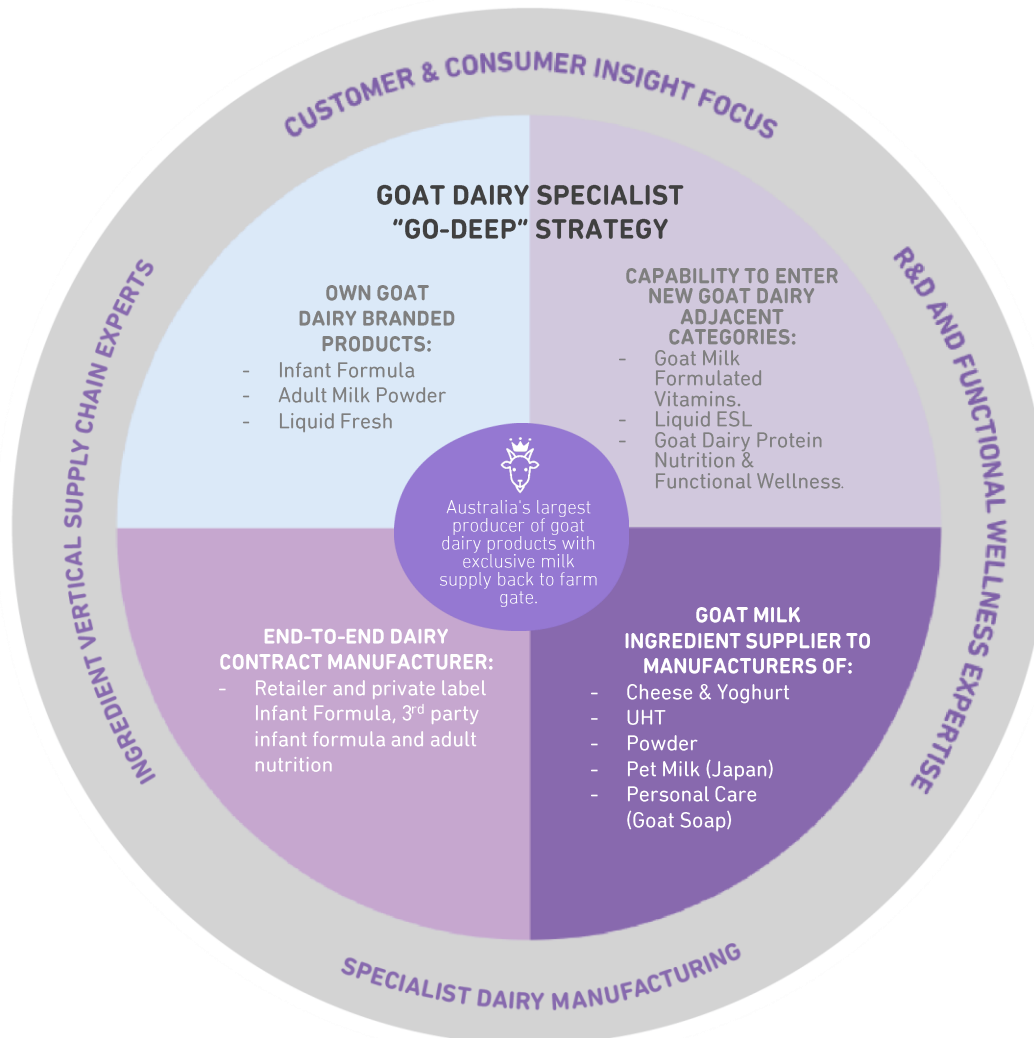 CUSTOMER & CONSUMER INSIGHT FOCUS
GOAT DAIRY SPECIALIST
"GO-DEEP" STRATEGY
OWN GOAT
DAIRY BRANDED
PRODUCTS:
- Infant Formula
- Adult Milk Powder
- Liquid Fresh
CAPABILITY TO ENTER
NEW GOAT DAIRY
ADJACENT
CATEGORIES:
- Goat Milk
Formulated
Vitamins.
- Liquid ESL
- Goat Dairy Protein
Nutrition &
Functional Wellness.
Australia's largest
producer of goat
dairy products with
exclusive milk
supply back to farm
gate.
END-TO-END DAIRY
CONTRACT MANUFACTURER:
- Retailer and private label
Infant Formula, 3rd party
infant formula and adult
nutrition
GOAT MILK
INGREDIENT SUPPLIER TO
MANUFACTURERS OF:
- Cheese & Yoghurt
- UHT
- Powder
- Pet Milk (Japan)
- Personal Care
(Goat Soap)
INGREDIENT VERTICAL SUPPLY CHAIN EXPERTS
R&D AND FUNCTIONAL WELLNESS EXPERTISE
SPECIALIST DAIRY MANUFACTURING